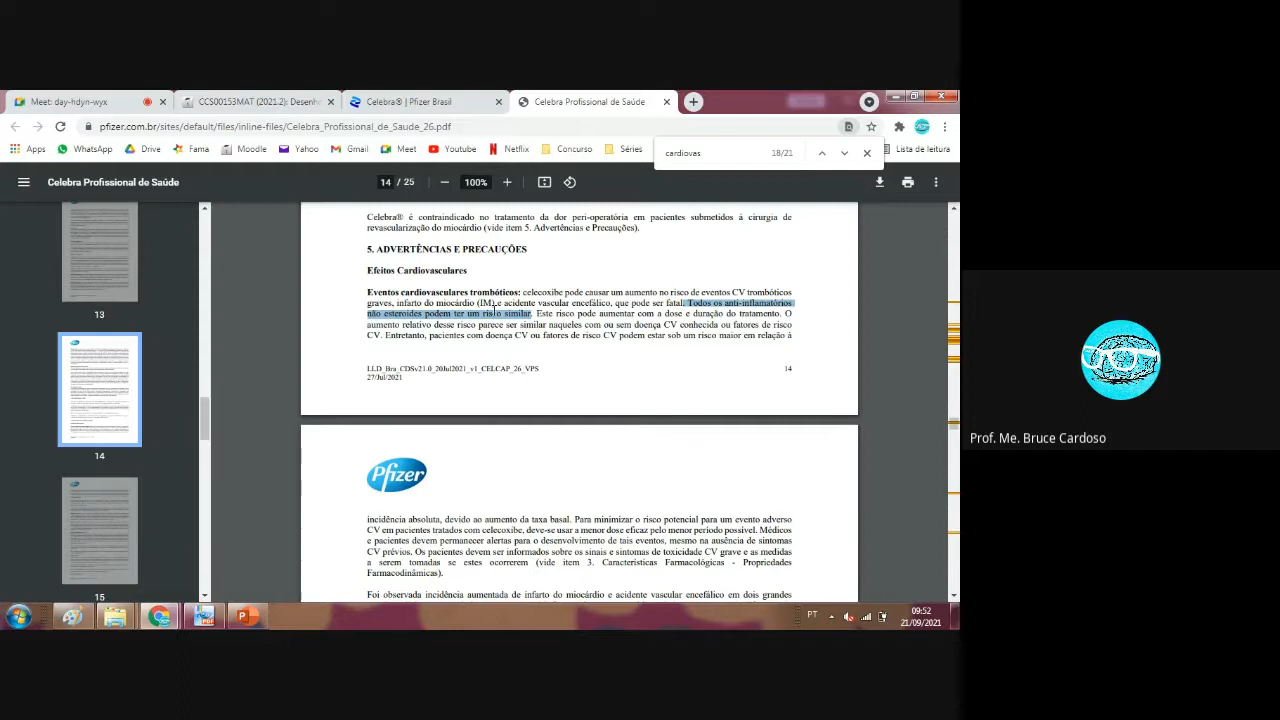 Meet: day-hdyn-wyx
CCS00153MAT (2021.2): Desenh
Celebra® | Pfizer Brasil
Celebra Profissional de Saúde
pfizer.com.br/sites/default/files/inline-files/Celebra_Profissional_de_Saude_26.pdf
Apps WhatsApp Drive Fama Moodle Yahoo Gmail Meet Youtube Netflix Concurso Séries Lista de leitura
cardiovas 18/21
Celebra Profissional de Saúde
14 / 25
100%
13
14
15
Celebra® é contraindicado no tratamento da dor peri-operatória em pacientes submetidos à cirurgia de
revascularização do miocárdio (vide item 5. Advertências e Precauções).
5. ADVERTÊNCIAS E PRECAUÇÕES
Efeitos Cardiovasculares
Eventos cardiovasculares trombóticos: celecoxibe pode causar um aumento no risco de eventos CV trombóticos
graves, infarto do miocárdio (IM) e acidente vascular encefálico, que pode ser fatal. Todos os anti-inflamatórios
não esteroides podem ter um risco similar. Este risco pode aumentar com a dose e duração do tratamento. O
aumento relativo desse risco parece ser similar naqueles com ou sem doença CV conhecida ou fatores de risco
CV. Entretanto, pacientes com doença CV ou fatores de risco CV podem estar sob um risco maior em relação à
LLD_Bra_CDSv21.0_20Jul2021_v1_CELCAP_26_VPS 14
27/Jul/2021
Pfizer
incidência absoluta, devido ao aumento da taxa basal. Para minimizar o risco potencial para um evento adverso
CV em pacientes tratados com celecoxibe, deve-se usar a menor dose eficaz pelo menor período possível. Médicos
e pacientes devem permanecer alertas para o desenvolvimento de tais eventos, mesmo na ausência de sintomas
CV prévios. Os pacientes devem ser informados sobre os sinais e sintomas de toxicidade CV grave e as medidas
a serem tomadas se estes ocorrerem (vide item 3. Características Farmacológicas - Propriedades
Farmacodinâmicas).
Foi observada incidência aumentada de infarto do miocárdio e acidente vascular encefálico em dois grandes
PT
09:52
21/09/2021
Prof. Me. Bruce Cardoso